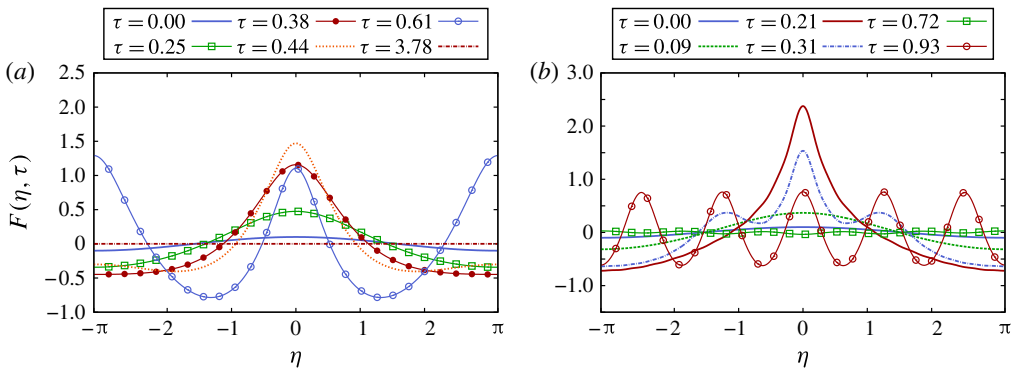 τ = 0.00 τ = 0.38 τ = 0.61
τ = 0.25 τ = 0.44 τ = 3.78
(a)
2.5
2.0
1.5
1.0
0.5
0
−0.5
−1.0
F(η, τ)
−π −1 0 1 2 π
−2
η
τ = 0.00 τ = 0.21 τ = 0.72
τ = 0.09 τ = 0.31 τ = 0.93
(b)
3.0
2.0
1.0
0
−1.0
−π −2 −1 0 1 2 π
η